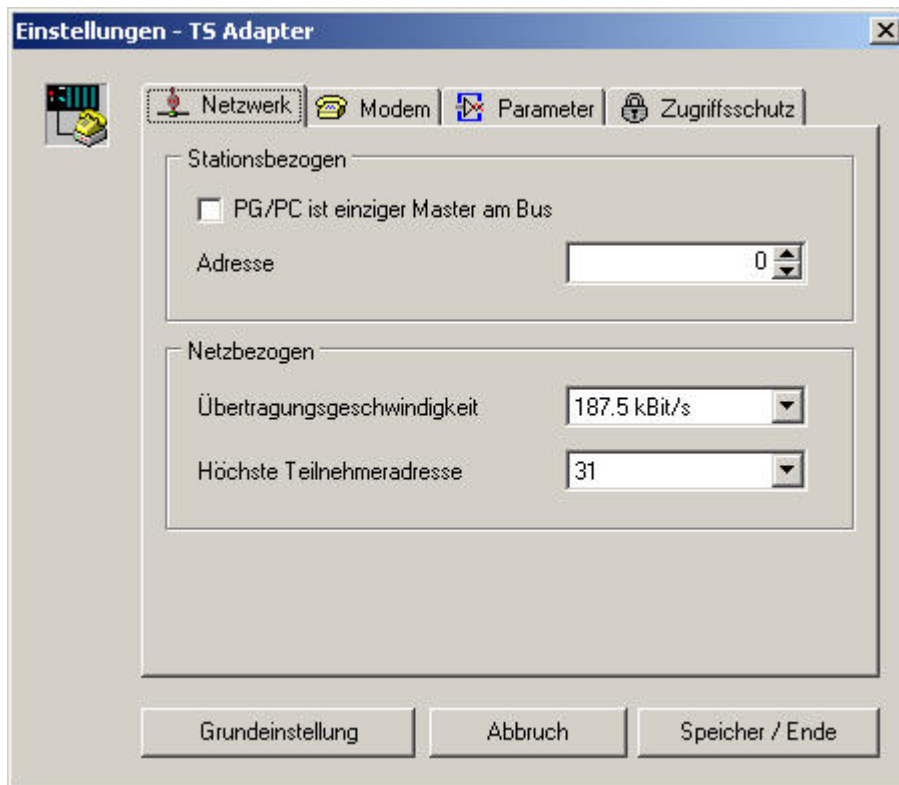 Einstellungen - TS Adapter
Netzwerk Modem Parameter Zugriffsschutz
Stationsbezogen
PG/PC ist einziger Master am Bus
Adresse 0
Netzbezogen
Übertragungsgeschwindigkeit 187.5 kBit/s
Höchste Teilnehmeradresse 31
Grundeinstellung Abbruch Speicher / Ende